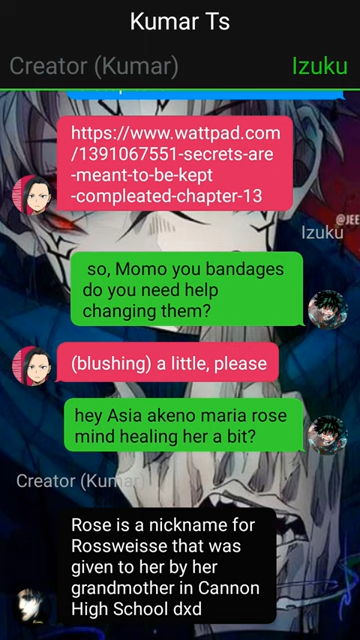 Kumar Ts
Creator (Kumar)
Izuku
https://www.wattpad.com
/1391067551-secrets-are
-meant-to-be-kept
-compleated-chapter-13
@JEE
Izuku
so, Momo you bandages
do you need help
changing them?
(blushing) a little, please
hey Asia akeno maria rose
mind healing her a bit?
Creator (Kumar)
Rose is a nickname for
Rossweisse that was
given to her by her
grandmother in Cannon
High School dxd